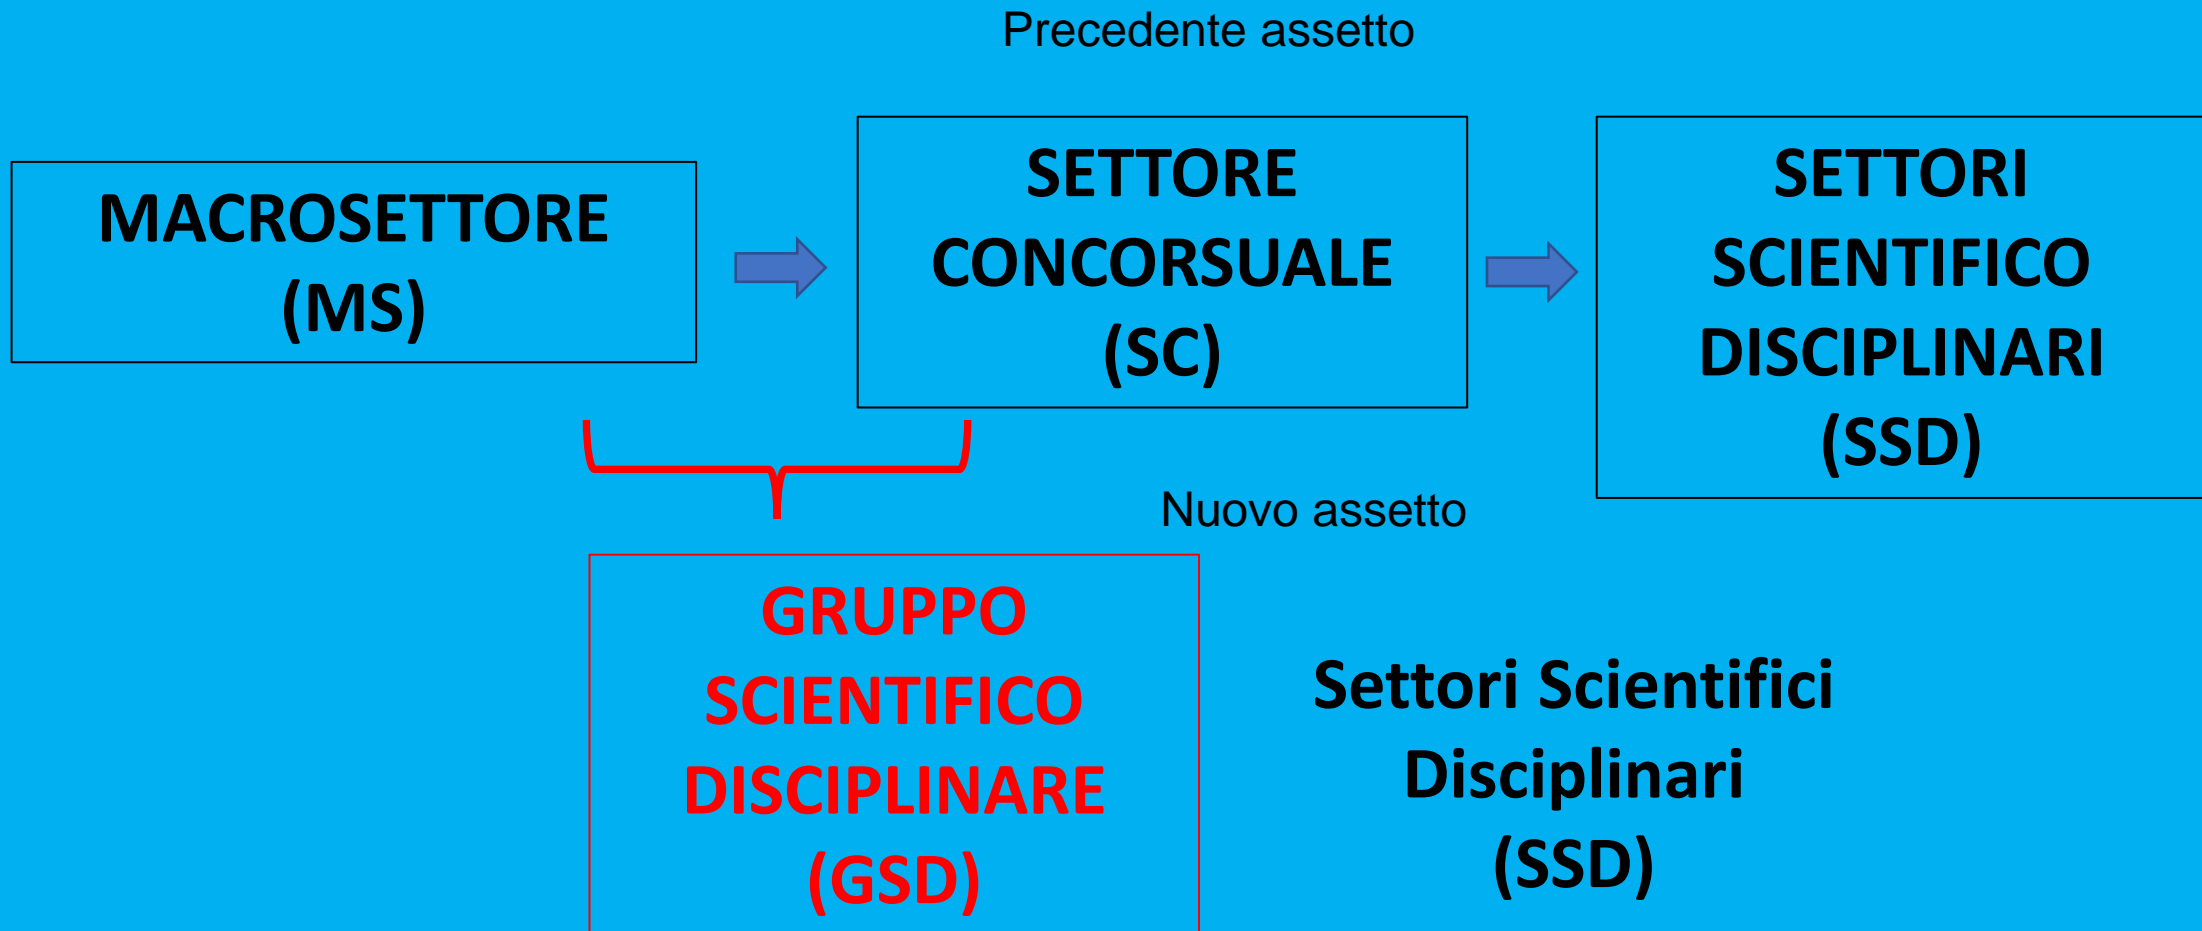 Precedente assetto
MACROSETTORE
(MS)
SETTORE
CONCORSUALE
(SC)
SETTORI
SCIENTIFICO
DISCIPLINARI
(SSD)
Nuovo assetto
GRUPPO
SCIENTIFICO
DISCIPLINARE
(GSD)
Settori Scientifici
Disciplinari
(SSD)